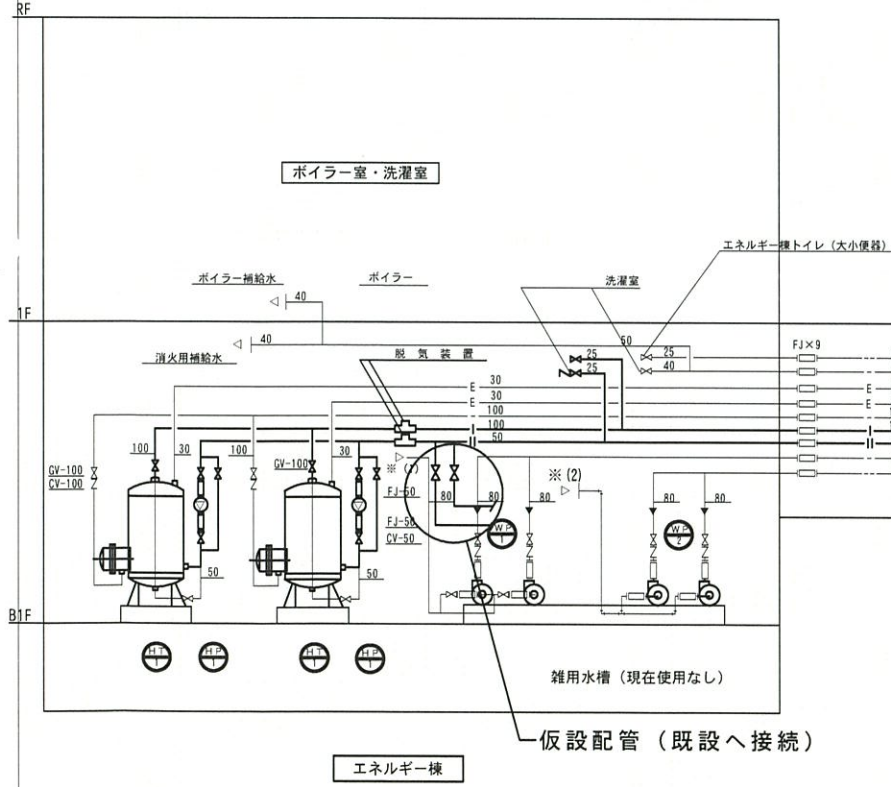 RF
ボイラー室・洗濯室
エネルギー棟トイレ（大小便器）
ボイラー補給水
ボイラー
洗濯室
40
1F
40
50
FJ×9
消火用補給水
脱気装置
25
25
25
40
E 30 E
E 30 E
100
100
50
100
30
100
30
GV-100
GV-100
CV-100
※(1)
※(2)
FJ-50
80
80
80
80
80
FJ-50
CV-50
WP
1
WP
2
50
50
B1F
HT
1
HP
1
HT
1
HP
1
雑用水槽（現在使用なし）
仮設配管（既設へ接続）
エネルギー棟